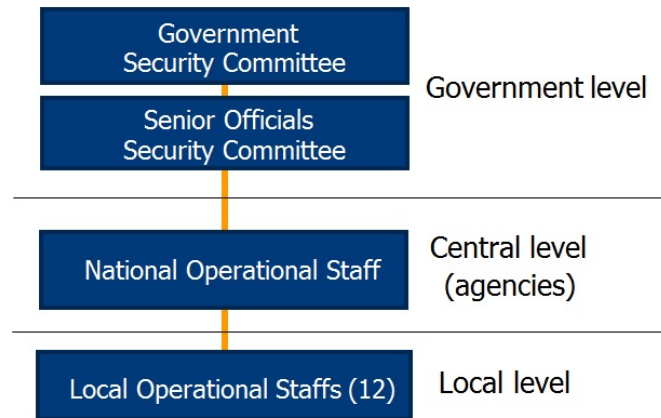 Government
Security Committee
Government level
Senior Officials
Security Committee
National Operational Staff
Central level
(agencies)
Local Operational Staffs (12)
Local level